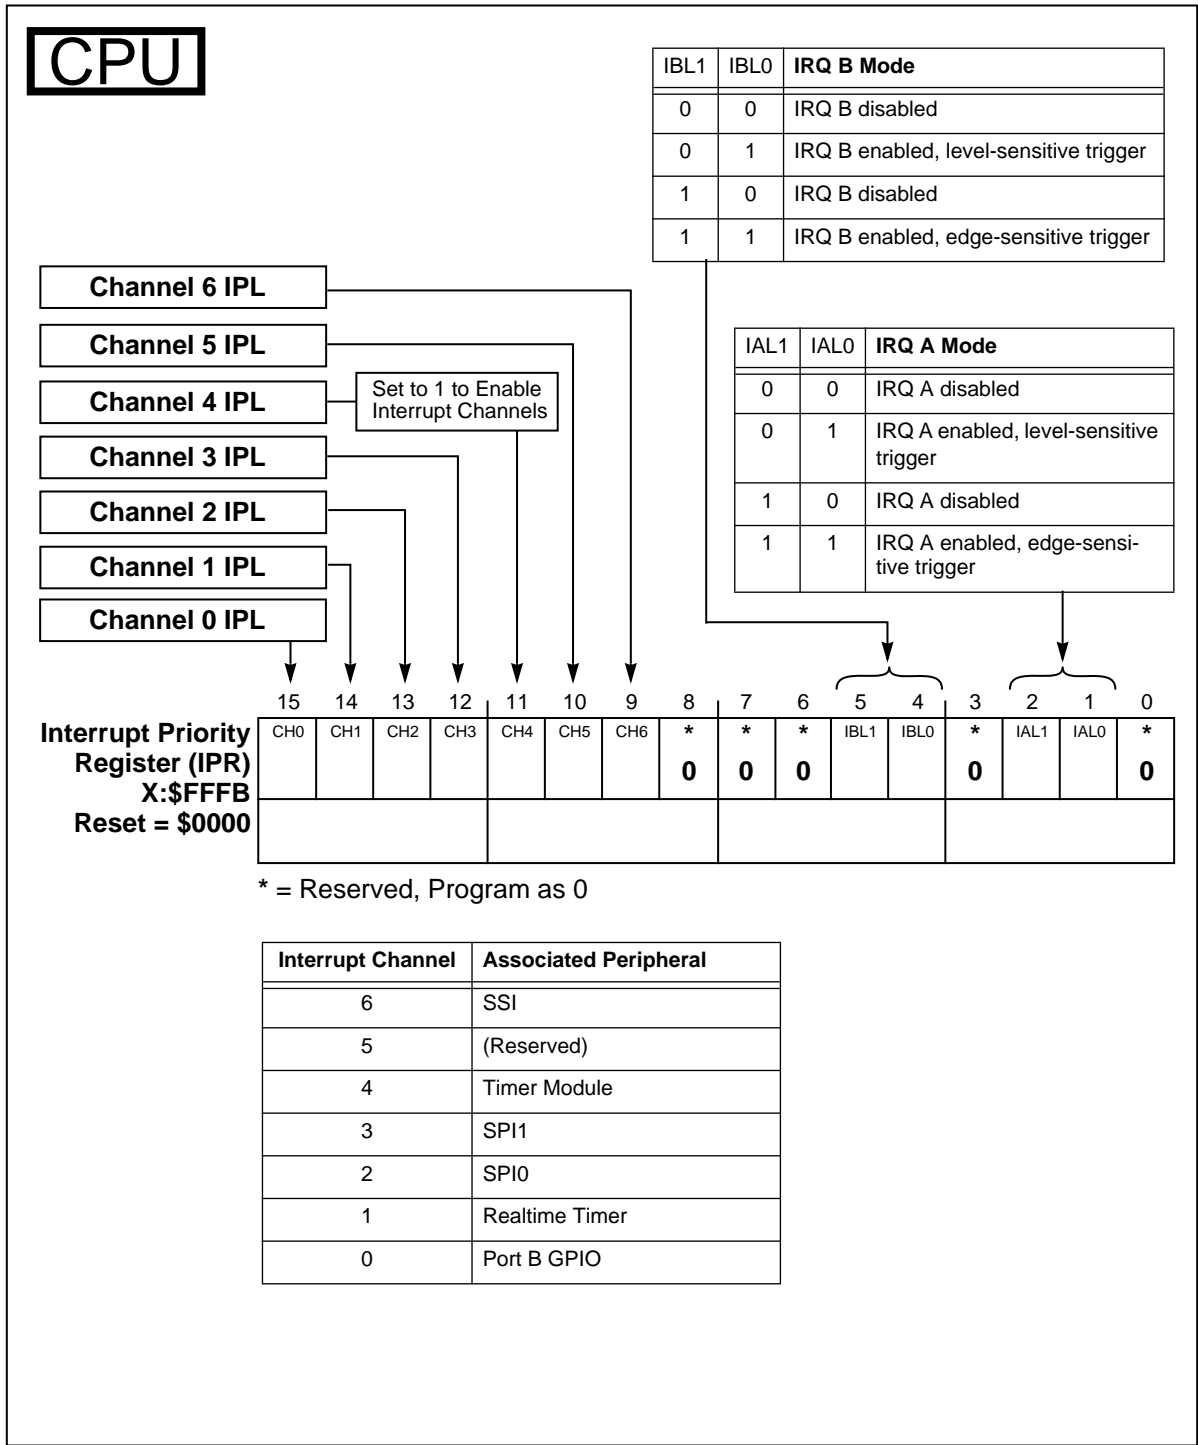 CPU
IBL1 IBL0 IRQ B Mode
0 0 IRQ B disabled
0 1 IRQ B enabled, level-sensitive trigger
1 0 IRQ B disabled
1 1 IRQ B enabled, edge-sensitive trigger
IAL1 IAL0 IRQ A Mode
0 0 IRQ A disabled
0 1 IRQ A enabled, level-sensitive
trigger
1 0 IRQ A disabled
1 1 IRQ A enabled, edge-sensi-
tive trigger
Channel 6 IPL
Channel 5 IPL
Channel 4 IPL
Set to 1 to Enable
Interrupt Channels
Channel 3 IPL
Channel 2 IPL
Channel 1 IPL
Channel 0 IPL
15 14 13 12 11 10 9 8 7 6 5 4 3 2 1 0
Interrupt Priority
Register (IPR)
X:$FFFB
Reset = $0000
CH0 CH1 CH2 CH3 CH4 CH5 CH6 * * * IBL1 IBL0 * IAL1 IAL0 *
0 0 0 0 0
* = Reserved, Program as 0
Interrupt Channel Associated Peripheral
6 SSI
5 (Reserved)
4 Timer Module
3 SPI1
2 SPI0
1 Realtime Timer
0 Port B GPIO